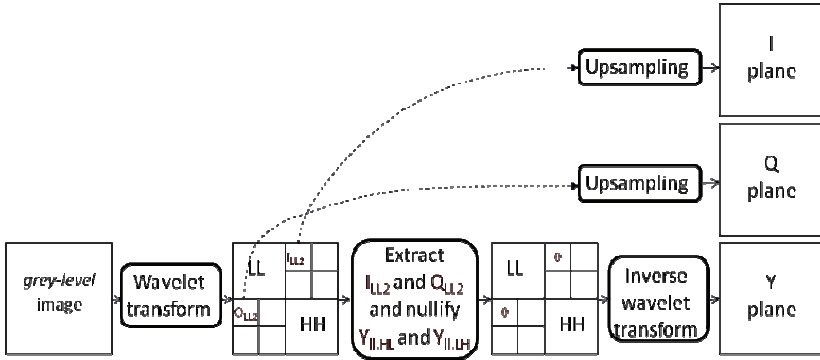 I
plane
Upsampling
Q
plane
Upsampling
grey-level
image
Wavelet
transform
LL
I_LL2
Q_LL2
HH
Extract
I_LL2 and Q_LL2
and nullify
Y_ll,HL and Y_ll,LH
LL
0
0
HH
Inverse
wavelet
transform
Y
plane